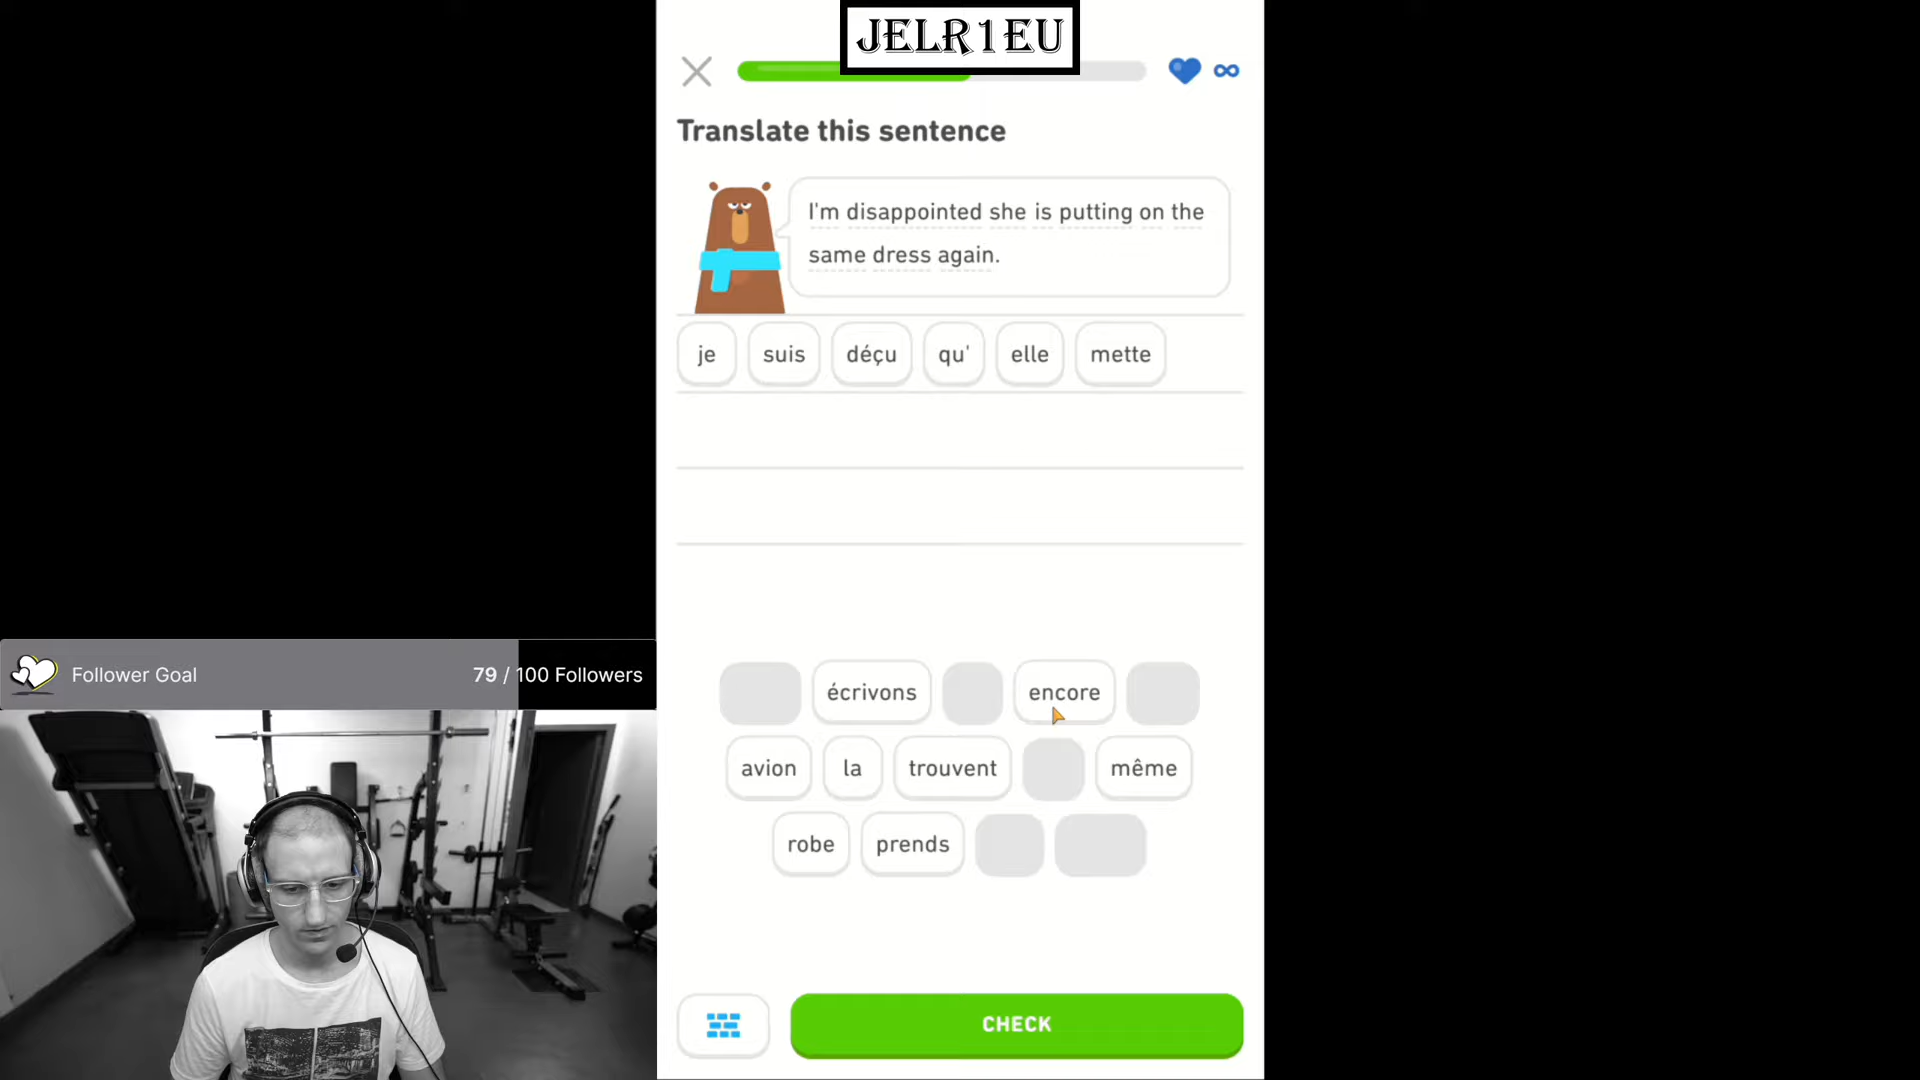 JELR1EU
∞
Translate this sentence
I'm disappointed she is putting on the
same dress again.
je suis déçu qu' elle mette
écrivons encore
avion la trouvent même
robe prends
CHECK
Follower Goal 79 / 100 Followers